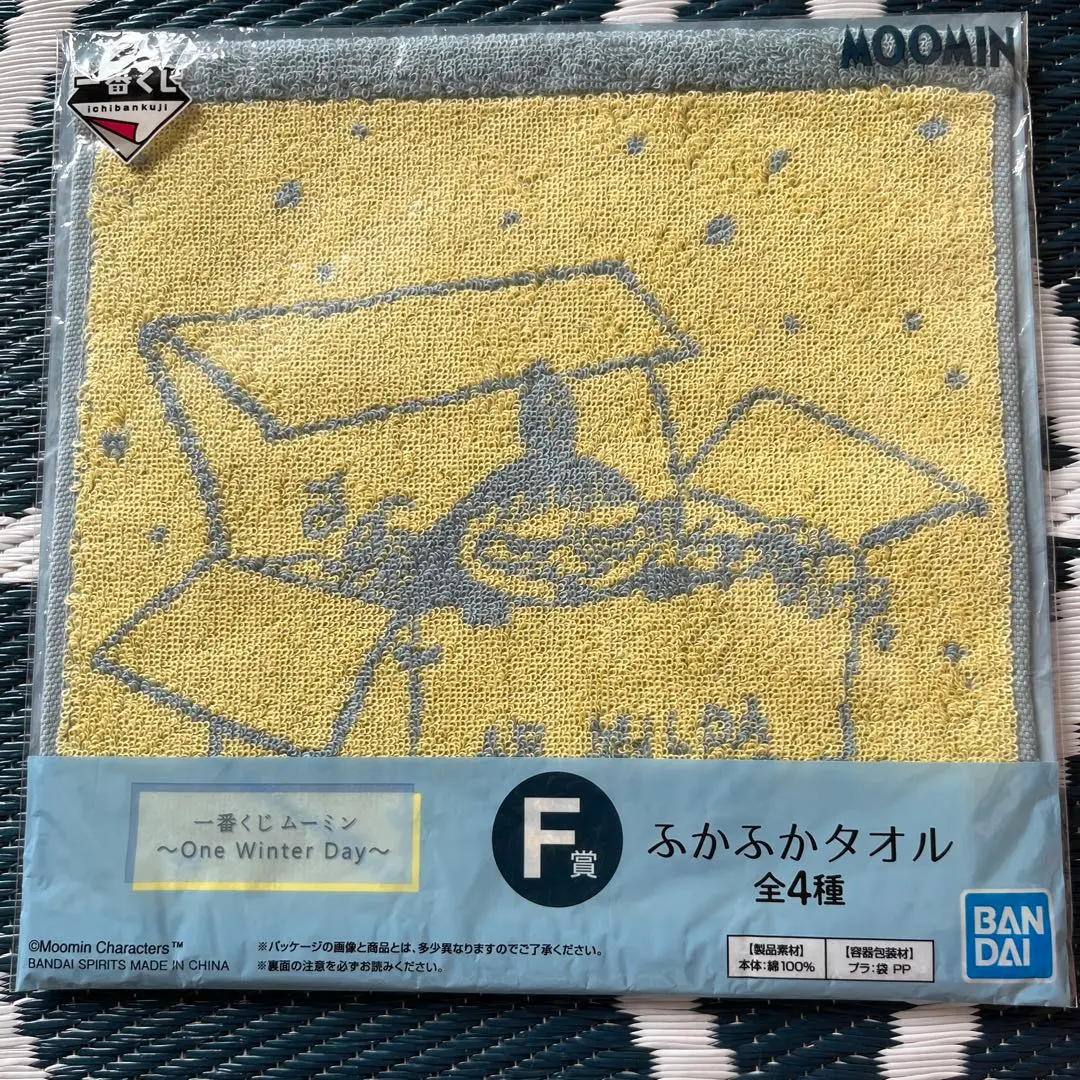 MOOMIN
一番くじ
ichibankuji
一番くじ ムーミン
～One Winter Day～
F賞
ふかふかタオル
全4種
BAN
DAI
©Moomin Characters™
BANDAI SPIRITS MADE IN CHINA
※パッケージの画像と商品とは、多少異なりますのでご了承ください。
※裏面の注意を必ずお読みください。
【製品素材】
本体：綿100%
【容器包装材】
プラ：袋 PP